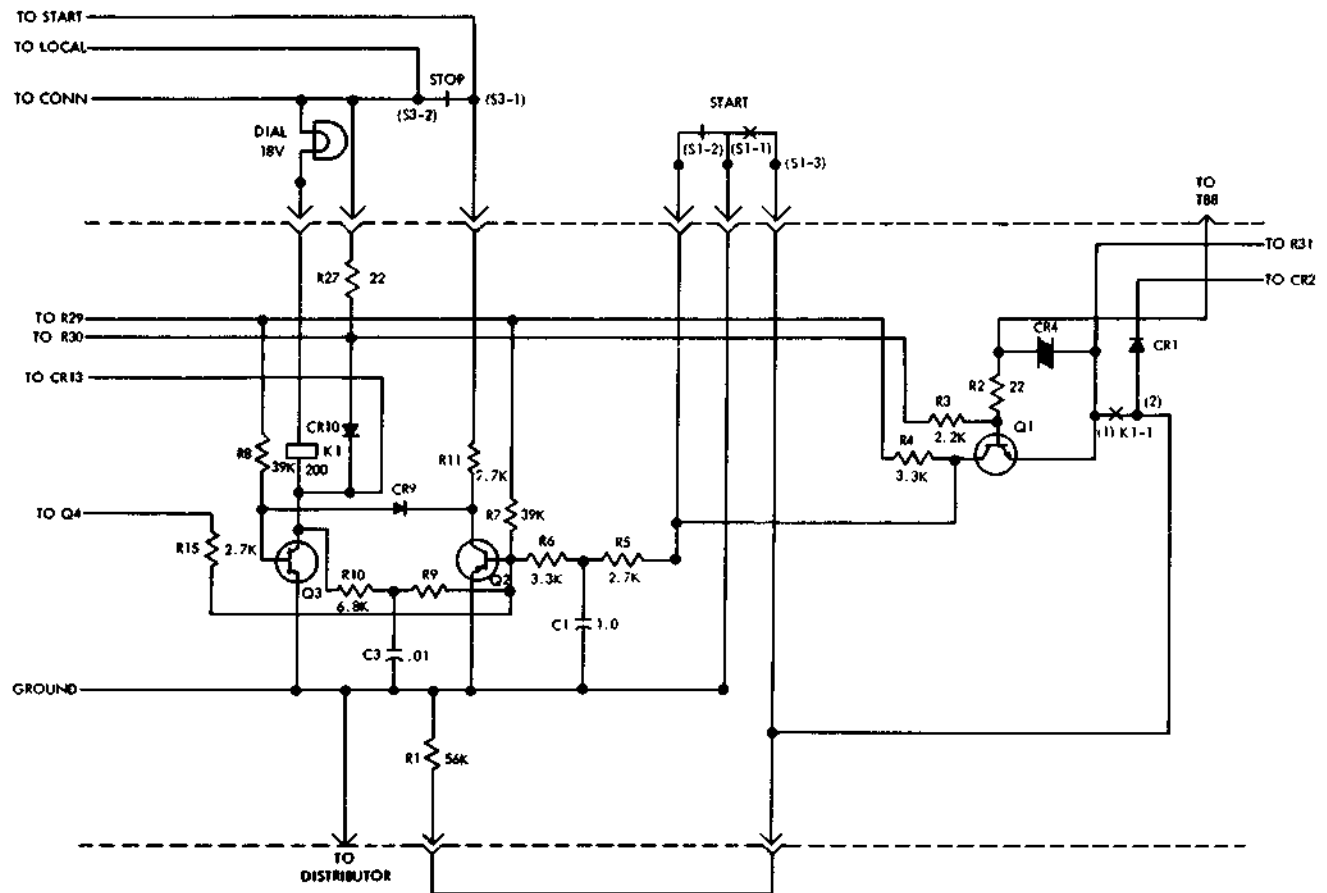 TO START
TO LOCAL
STOP
TO CONN
(S3-2)
(S3-1)
START
DIAL
18V
(S1-2)
(S1-1)
(S1-3)
TO
TB8
TO R31
R27
22
TO CR2
TO R29
TO R30
CR4
CR1
TO CR13
R2
22
R3
2.2K
(2)
(1)
K1-1
CR10
K1
200
R8
39K
R11
2.7K
R4
3.3K
Q1
CR9
R7
39K
TO Q4
R15
2.7K
R6
3.3K
R5
2.7K
Q3
Q2
R10
6.8K
R9
C1
1.0
C3
.01
GROUND
R1
56K
TO
DISTRIBUTOR